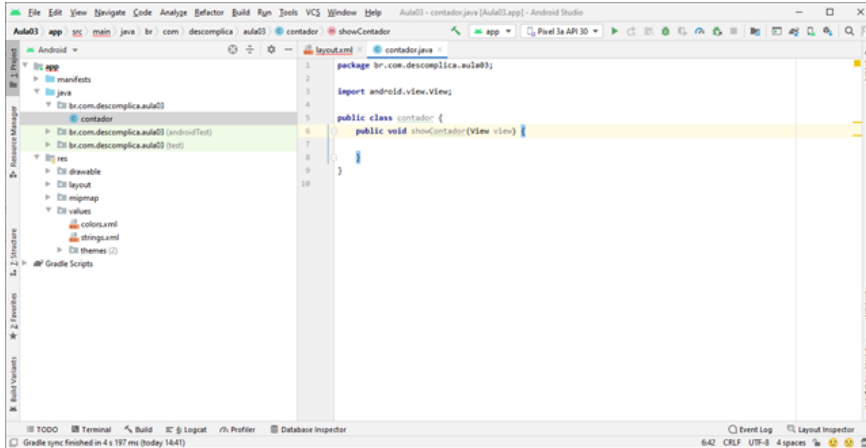 File Edit View Navigate Code Analyze Refactor Build Run Tools VCS Window Help Aula03 - contador.java [Aula03.app] - Android Studio
Aula03 app src main java br com descomplica aula03 contador showContador app Pixel 3a API 30
Android
layout.xml
contador.java
1: Project
Resource Manager
2: Structure
2: Favorites
Build Variants
app
manifests
java
br.com.descomplica.aula03
contador
br.com.descomplica.aula03 (androidTest)
br.com.descomplica.aula03 (test)
res
drawable
layout
mipmap
values
colors.xml
strings.xml
themes (2)
Gradle Scripts
1 package br.com.descomplica.aula03;
2
3 import android.view.View;
4
5 public class contador {
6 public void showContador(View view) {
7
8 }
9 }
10
TODO Terminal Build 6: Logcat Profiler Database Inspector Event Log Layout Inspector
Gradle sync finished in 4 s 197 ms (today 14:41) 6:42 CRLF UTF-8 4 spaces